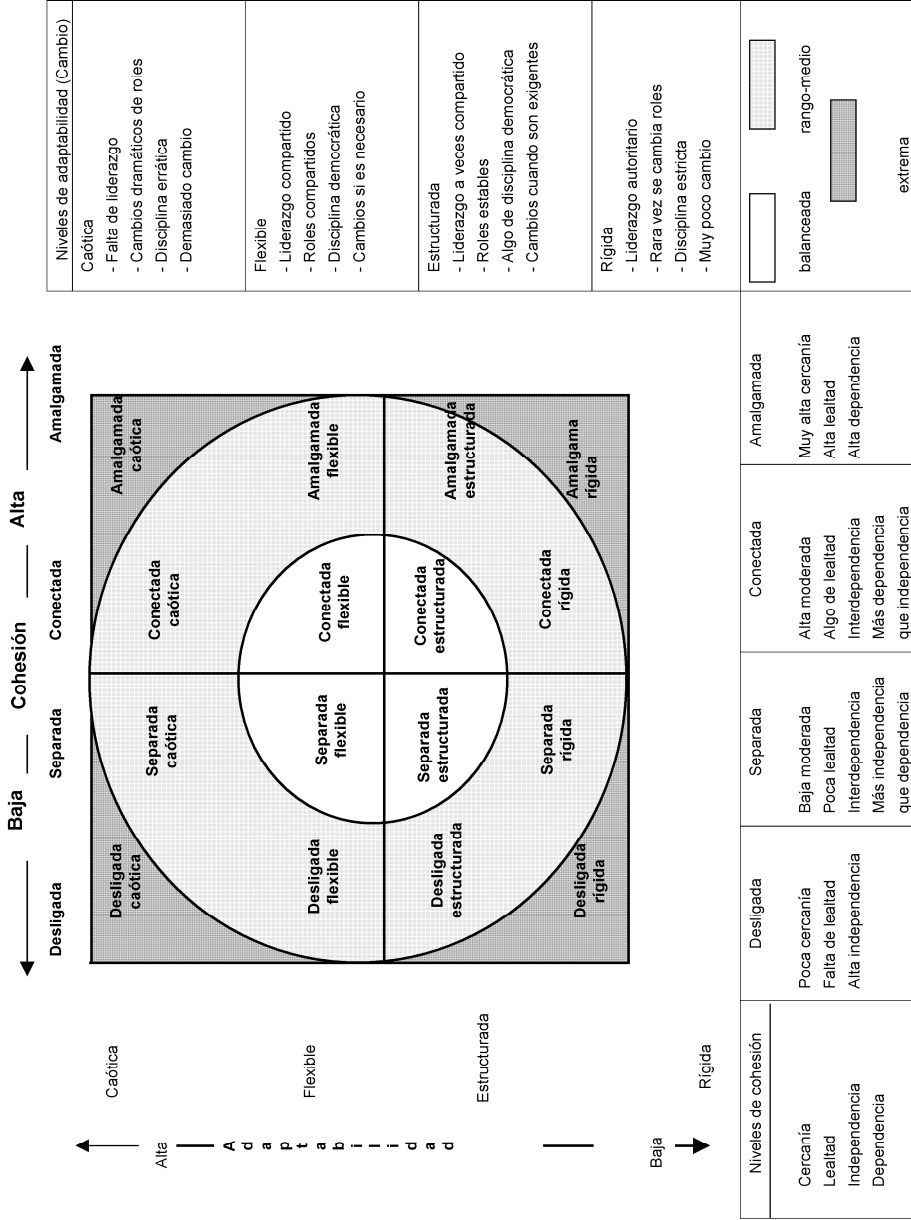 Baja Cohesión Alta
Desligada Separada Conectada Amalgamada
Niveles de adaptabilidad (Cambio)
Alta
Adaptabilidad
Baja
Caótica
Flexible
Estructurada
Rígida
Desligada
caótica
Separada
caótica
Conectada
caótica
Amalgamada
caótica
Desligada
flexible
Separada
flexible
Conectada
flexible
Amalgamada
flexible
Desligada
estructurada
Separada
estructurada
Conectada
estructurada
Amalgamada
estructurada
Desligada
rígida
Separada
rígida
Conectada
rígida
Amalgama
rígida
Caótica
- Falta de liderazgo
- Cambios dramáticos de roles
- Disciplina errática
- Demasiado cambio
Flexible
- Liderazgo compartido
- Roles compartidos
- Disciplina democrática
- Cambios si es necesario
Estructurada
- Liderazgo a veces compartido
- Roles estables
- Algo de disciplina democrática
- Cambios cuando son exigentes
Rígida
- Liderazgo autoritario
- Rara vez se cambia roles
- Disciplina estricta
- Muy poco cambio
Niveles de cohesión
Cercanía
Lealtad
Independencia
Dependencia
Desligada
Poca cercanía
Falta de lealtad
Alta independencia
Separada
Baja moderada
Poca lealtad
Interdependencia
Más independencia
que dependencia
Conectada
Alta moderada
Algo de lealtad
Interdependencia
Más dependencia
que independencia
Amalgamada
Muy alta cercanía
Alta lealtad
Alta dependencia
balanceada
rango-medio
extrema